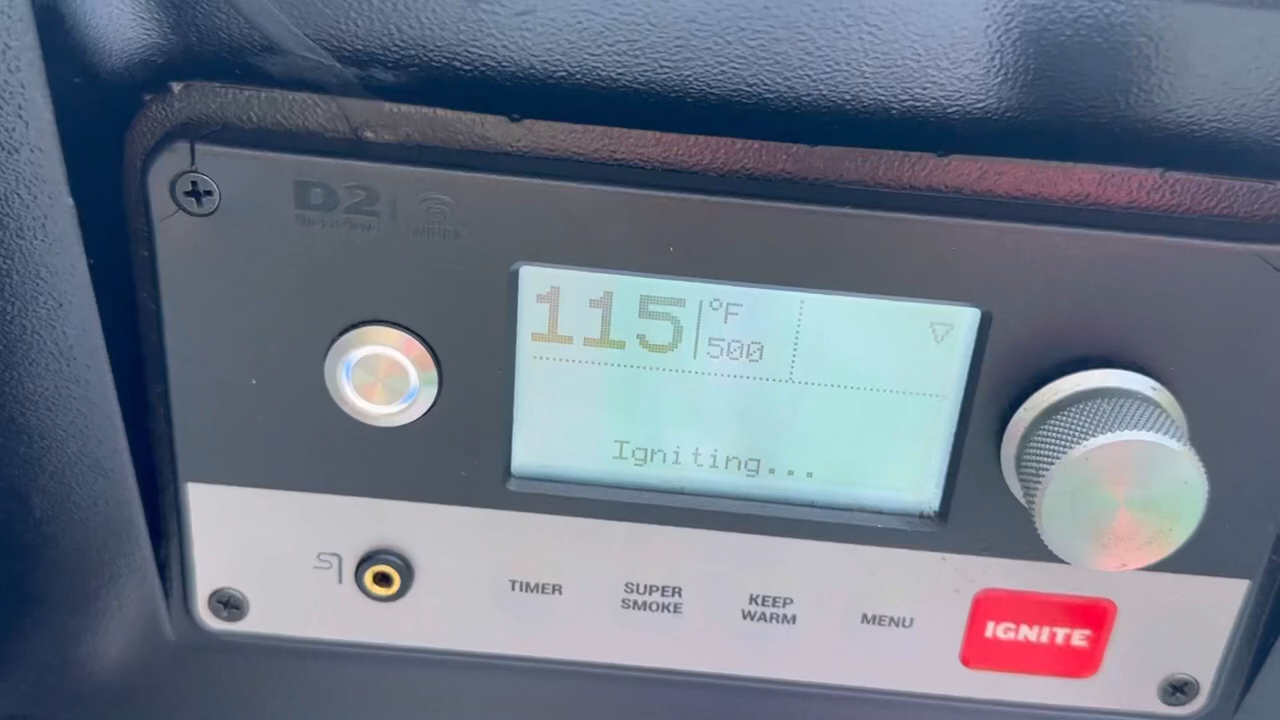 D2
115
°F
500
Igniting...
TIMER
SUPER
SMOKE
KEEP
WARM
MENU
IGNITE